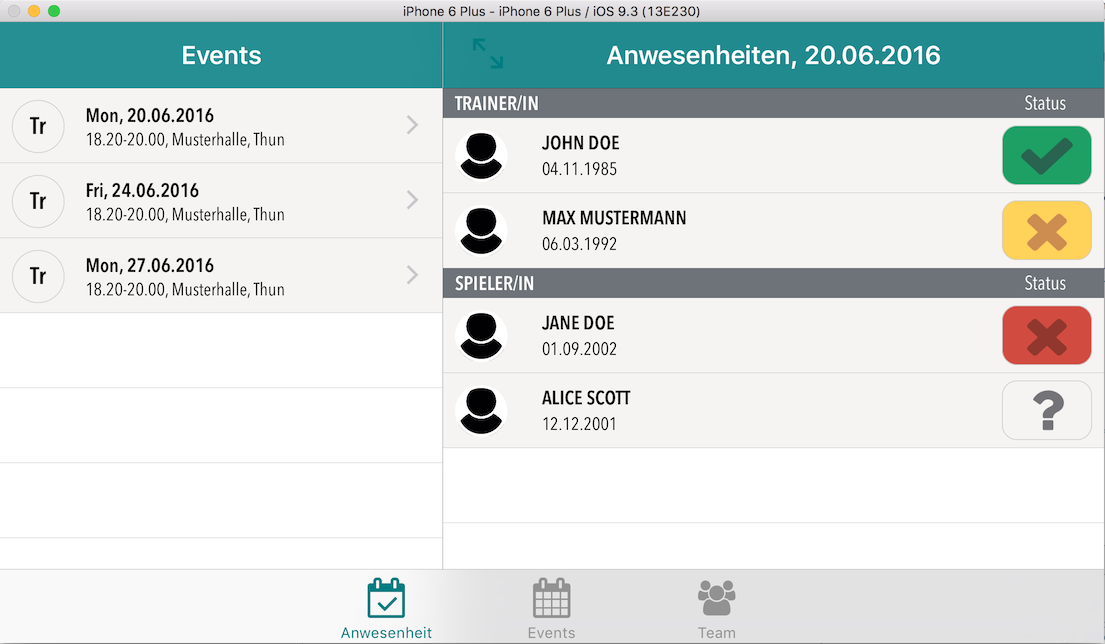 iPhone 6 Plus - iPhone 6 Plus / iOS 9.3 (13E230)
Events
Tr
Mon, 20.06.2016
18.20-20.00, Musterhalle, Thun
Tr
Fri, 24.06.2016
18.20-20.00, Musterhalle, Thun
Tr
Mon, 27.06.2016
18.20-20.00, Musterhalle, Thun
Anwesenheiten, 20.06.2016
TRAINER/IN Status
JOHN DOE
04.11.1985
MAX MUSTERMANN
06.03.1992
SPIELER/IN Status
JANE DOE
01.09.2002
ALICE SCOTT
12.12.2001
?
Anwesenheit Events Team